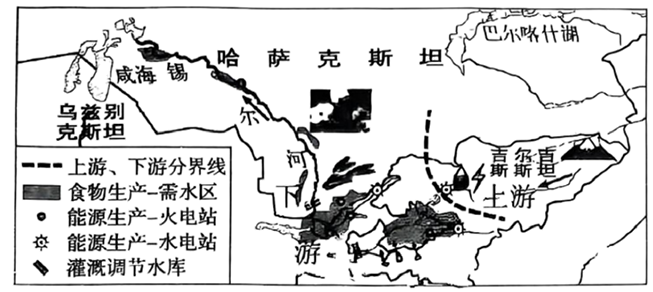 哈萨克斯坦
巴尔喀什湖
咸海
锡
尔
河
乌兹别
克斯坦
吉尔吉
斯斯坦
上游
下
游
上游、下游分界线
食物生产-需水区
能源生产-火电站
能源生产-水电站
灌溉调节水库